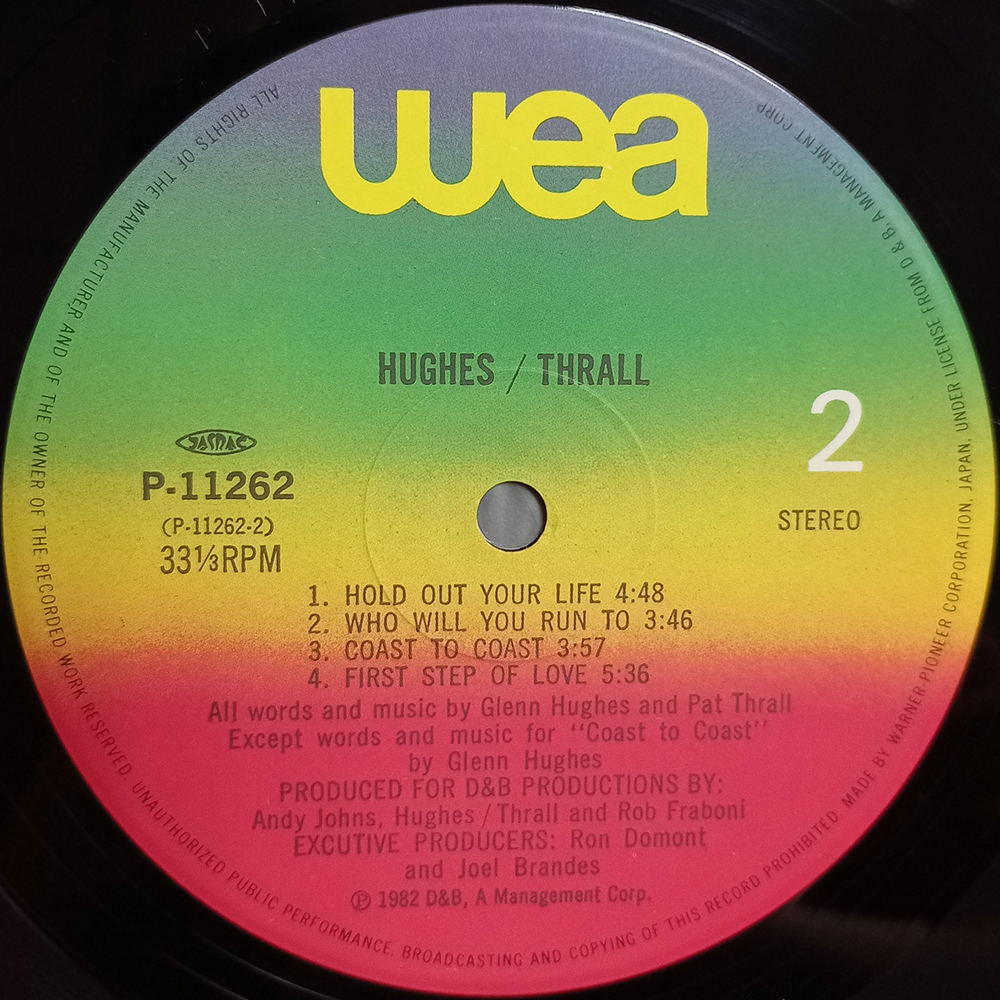 wea
HUGHES / THRALL
2
JASRAC
P-11262
(P-11262-2)
33⅓RPM
STEREO
1. HOLD OUT YOUR LIFE 4:48
2. WHO WILL YOU RUN TO 3:46
3. COAST TO COAST 3:57
4. FIRST STEP OF LOVE 5:36
All words and music by Glenn Hughes and Pat Thrall
Except words and music for "Coast to Coast"
by Glenn Hughes
PRODUCED FOR D&B PRODUCTIONS BY:
Andy Johns, Hughes / Thrall and Rob Fraboni
EXCUTIVE PRODUCERS: Ron Domont
and Joel Brandes
Ⓟ 1982 D&B, A Management Corp.
ALL RIGHTS OF THE MANUFACTURER AND OF THE OWNER OF THE RECORDED WORK RESERVED. UNAUTHORIZED PUBLIC PERFORMANCE. BROADCASTING AND COPYING OF THIS RECORD PROHIBITED. MADE BY WARNER-PIONEER CORPORATION, JAPAN, UNDER LICENSE FROM D & B, A MANAGEMENT CORP